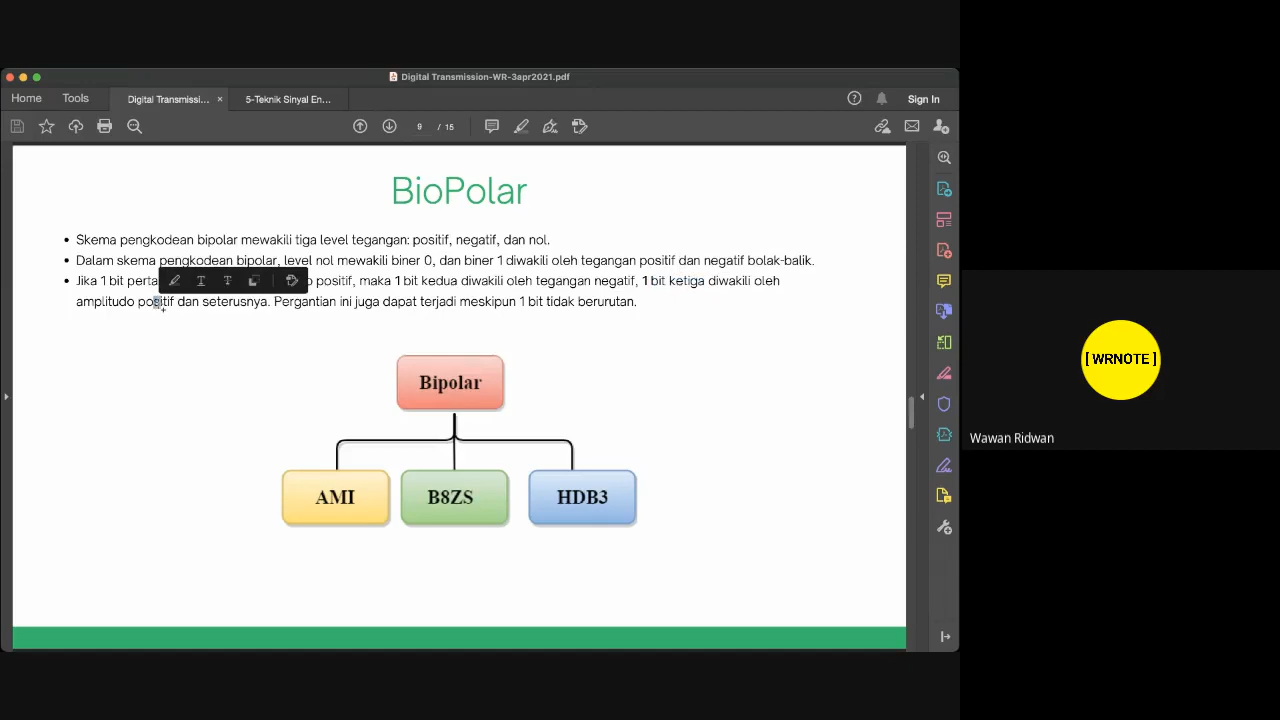 Digital Transmission-WR-3apr2021.pdf
Home
Tools
Digital Transmissi...
×
5-Teknik Sinyal En...
?
Sign In
9 / 15
BioPolar
• Skema pengkodean bipolar mewakili tiga level tegangan: positif, negatif, dan nol.
• Dalam skema pengkodean bipolar, level nol mewakili biner 0, dan biner 1 diwakili oleh tegangan positif dan negatif bolak-balik.
• Jika 1 bit perta o positif, maka 1 bit kedua diwakili oleh tegangan negatif, 1 bit ketiga diwakili oleh
amplitudo positif dan seterusnya. Pergantian ini juga dapat terjadi meskipun 1 bit tidak berurutan.
Bipolar
AMI
B8ZS
HDB3
[ WRNOTE ]
Wawan Ridwan